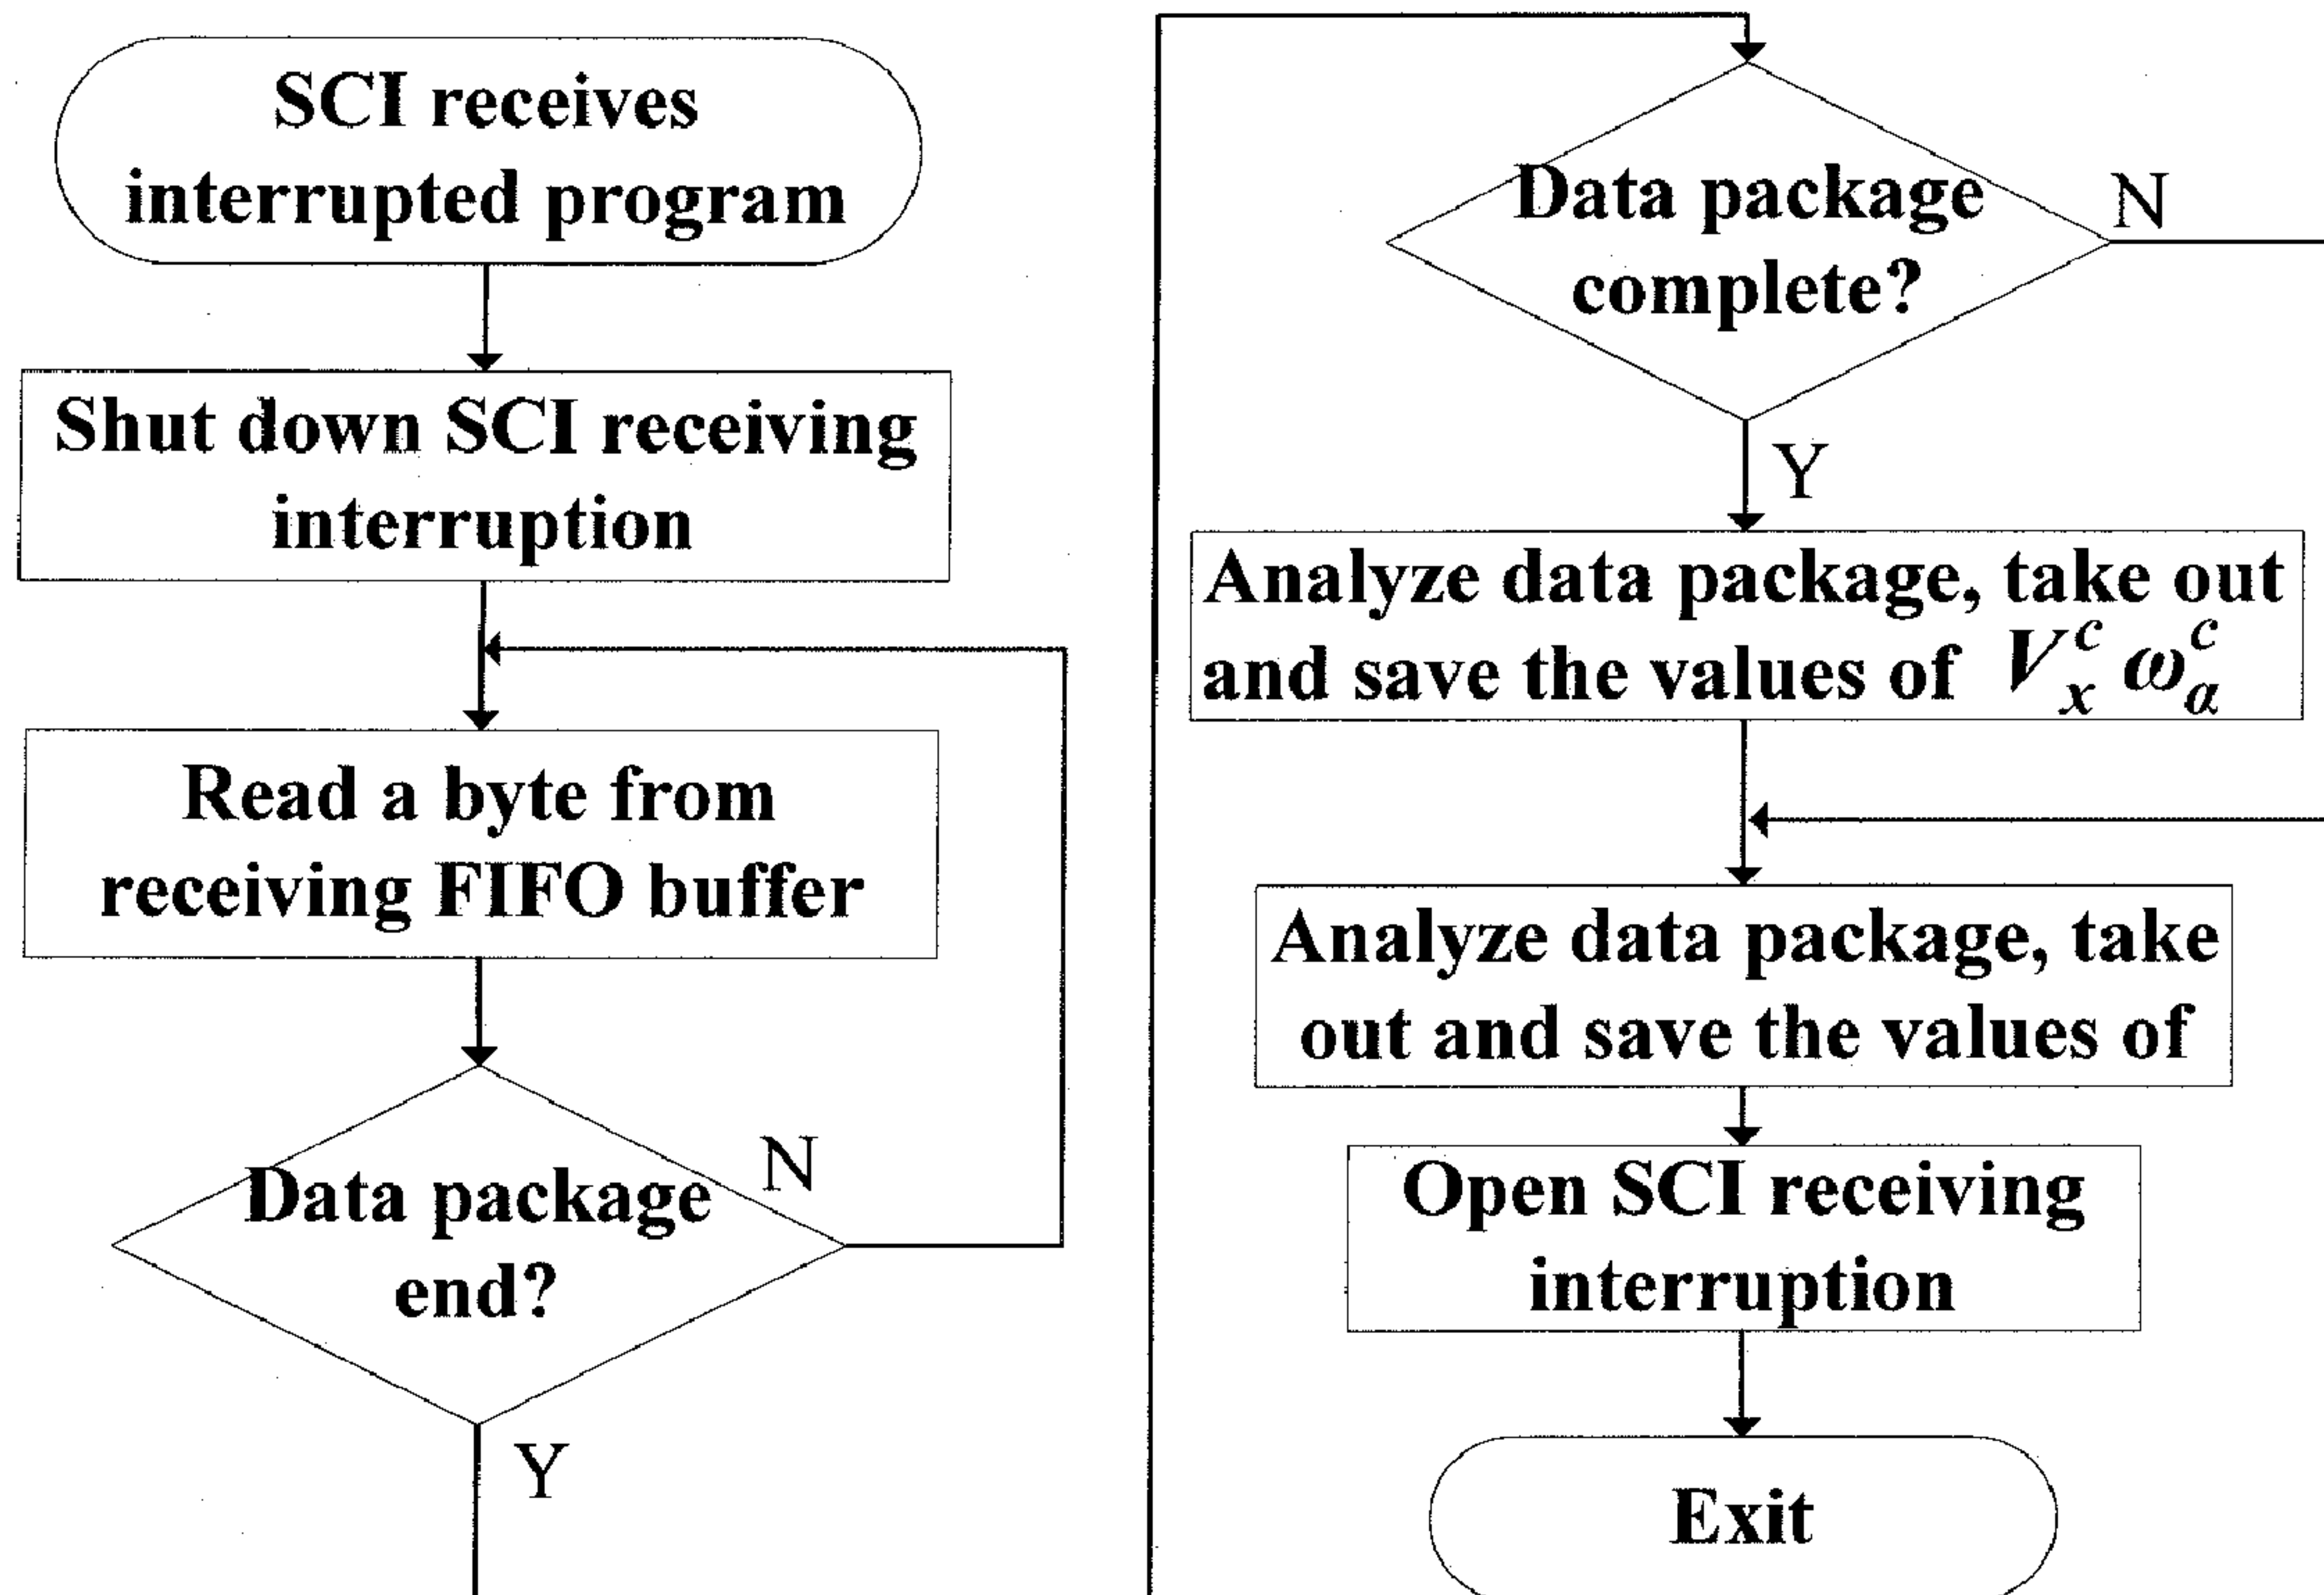 SCI receives
interrupted program
Shut down SCI receiving
interruption
Read a byte from
receiving FIFO buffer
Data package
end?
N
Y
Data package
complete?
N
Y
Analyze data package, take out
and save the values of V_x^c ω_α^c
Analyze data package, take
out and save the values of
Open SCI receiving
interruption
Exit